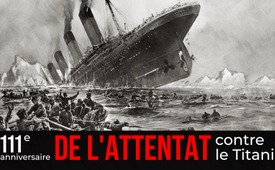 111e
anniversaire
DE L'ATTENTAT
contre
le Titani